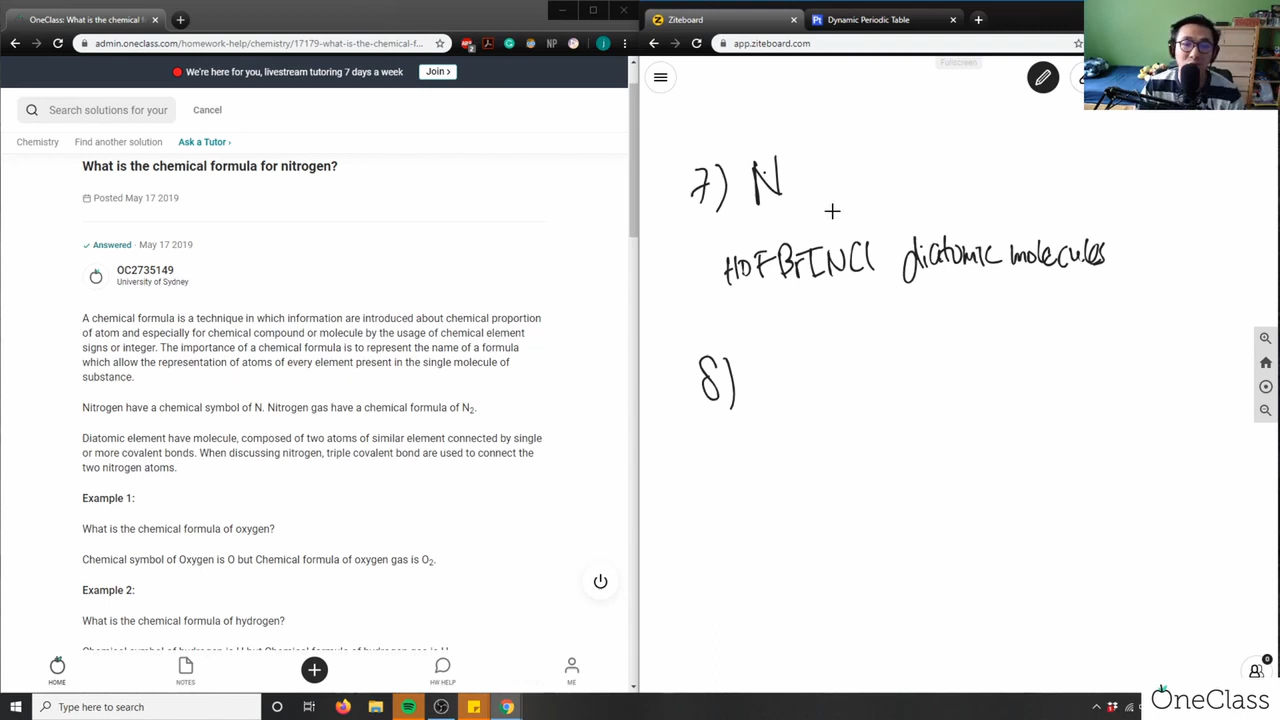 OneClass: What is the chemical f
Ziteboard
Dynamic Periodic Table
admin.oneclass.com/homework-help/chemistry/17179-what-is-the-chemical-f...
NP
j
app.ziteboard.com
Fullscreen
We're here for you, livestream tutoring 7 days a week
Join ›
Search solutions for your
Cancel
Chemistry
Find another solution
Ask a Tutor ›
What is the chemical formula for nitrogen?
Posted May 17 2019
Answered · May 17 2019
OC2735149
University of Sydney
A chemical formula is a technique in which information are introduced about chemical proportion
of atom and especially for chemical compound or molecule by the usage of chemical element
signs or integer. The importance of a chemical formula is to represent the name of a formula
which allow the representation of atoms of every element present in the single molecule of
substance.
Nitrogen have a chemical symbol of N. Nitrogen gas have a chemical formula of N₂.
Diatomic element have molecule, composed of two atoms of similar element connected by single
or more covalent bonds. When discussing nitrogen, triple covalent bond are used to connect the
two nitrogen atoms.
Example 1:
What is the chemical formula of oxygen?
Chemical symbol of Oxygen is O but Chemical formula of oxygen gas is O₂.
Example 2:
What is the chemical formula of hydrogen?
HOME
NOTES
HW HELP
ME
7) N
HOFBrINCl diatomic molecules
8)
0
Type here to search
OneClass